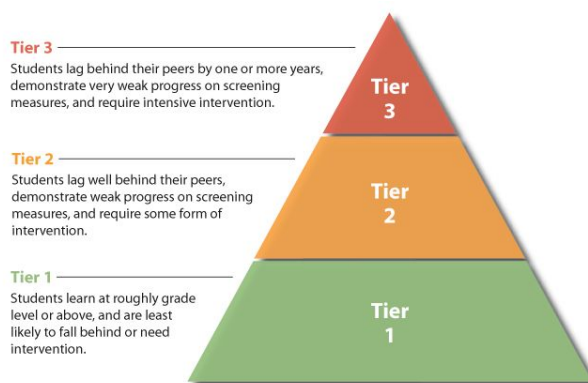 Tier 3
Students lag behind their peers by one or more years,
demonstrate very weak progress on screening
measures, and require intensive intervention.
Tier
3
Tier 2
Students lag well behind their peers,
demonstrate weak progress on screening
measures, and require some form of
intervention.
Tier
2
Tier 1
Students learn at roughly grade
level or above, and are least
likely to fall behind or need
intervention.
Tier
1